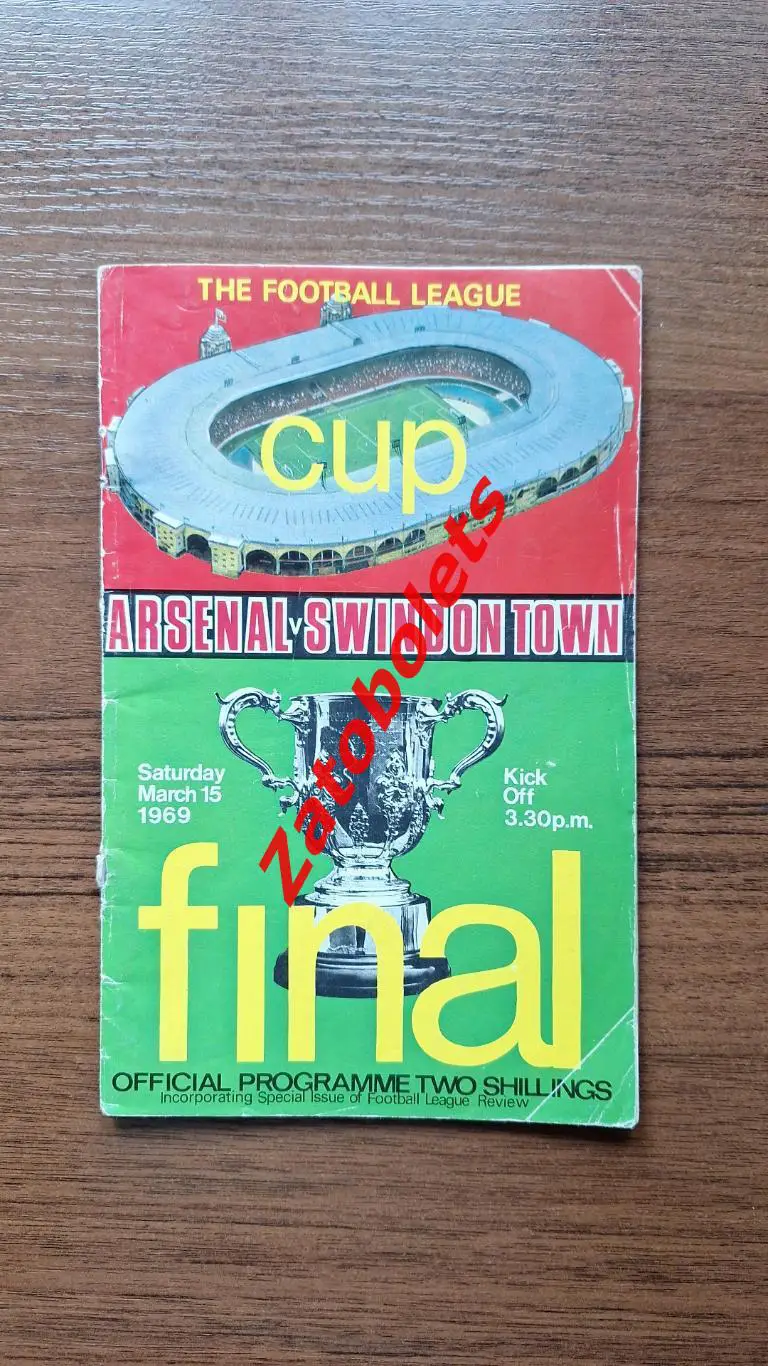 THE FOOTBALL LEAGUE
cup
ARSENAL v SWINDON TOWN
Saturday
March 15
1969
Kick
Off
3.30p.m.
final
OFFICIAL PROGRAMME TWO SHILLINGS
Incorporating Special Issue of Football League Review
Zatobolets